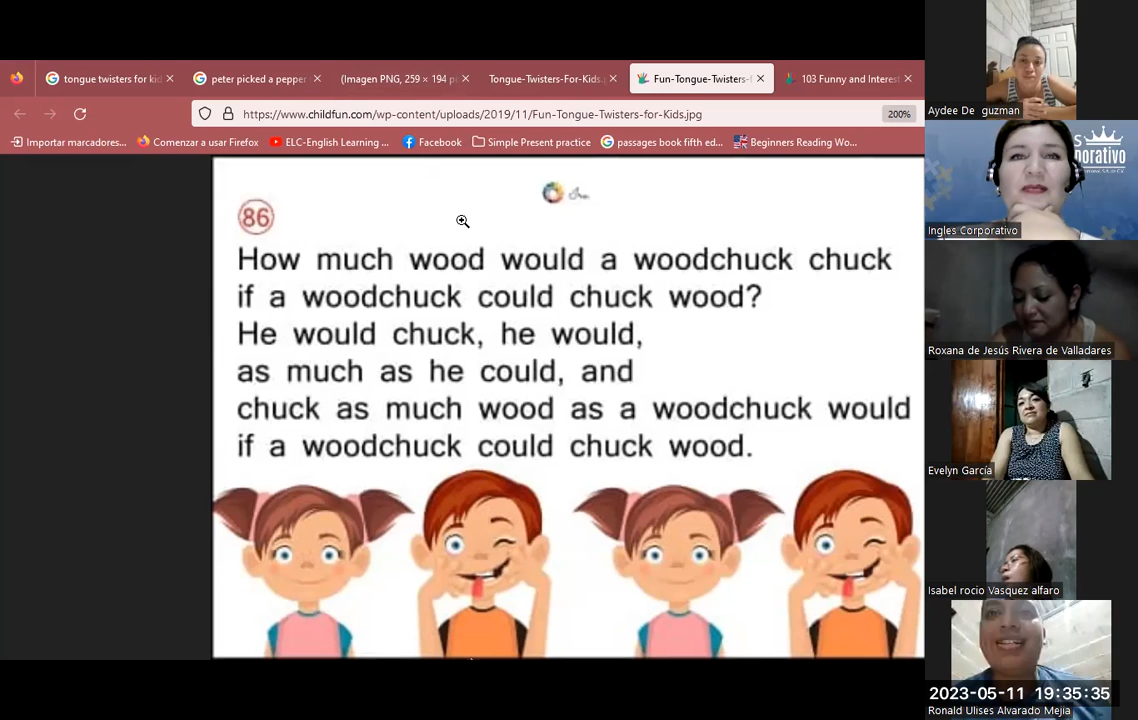 tongue twisters for kid
peter picked a pepper
(Imagen PNG, 259 × 194 p
Tongue-Twisters-For-Kids.
Fun-Tongue-Twisters-
103 Funny and Interest
https://www.childfun.com/wp-content/uploads/2019/11/Fun-Tongue-Twisters-for-Kids.jpg
200%
Importar marcadores...
Comenzar a usar Firefox
ELC-English Learning ...
Facebook
Simple Present practice
passages book fifth ed...
Beginners Reading Wo...
86
How much wood would a woodchuck chuck
if a woodchuck could chuck wood?
He would chuck, he would,
as much as he could, and
chuck as much wood as a woodchuck would
if a woodchuck could chuck wood.
Aydee De guzman
S
orporativo
Ingles Corporativo
Roxana de Jesús Rivera de Valladares
Evelyn García
Isabel rocio Vasquez alfaro
2023-05-11 19:35:35
Ronald Ulises Alvarado Mejia